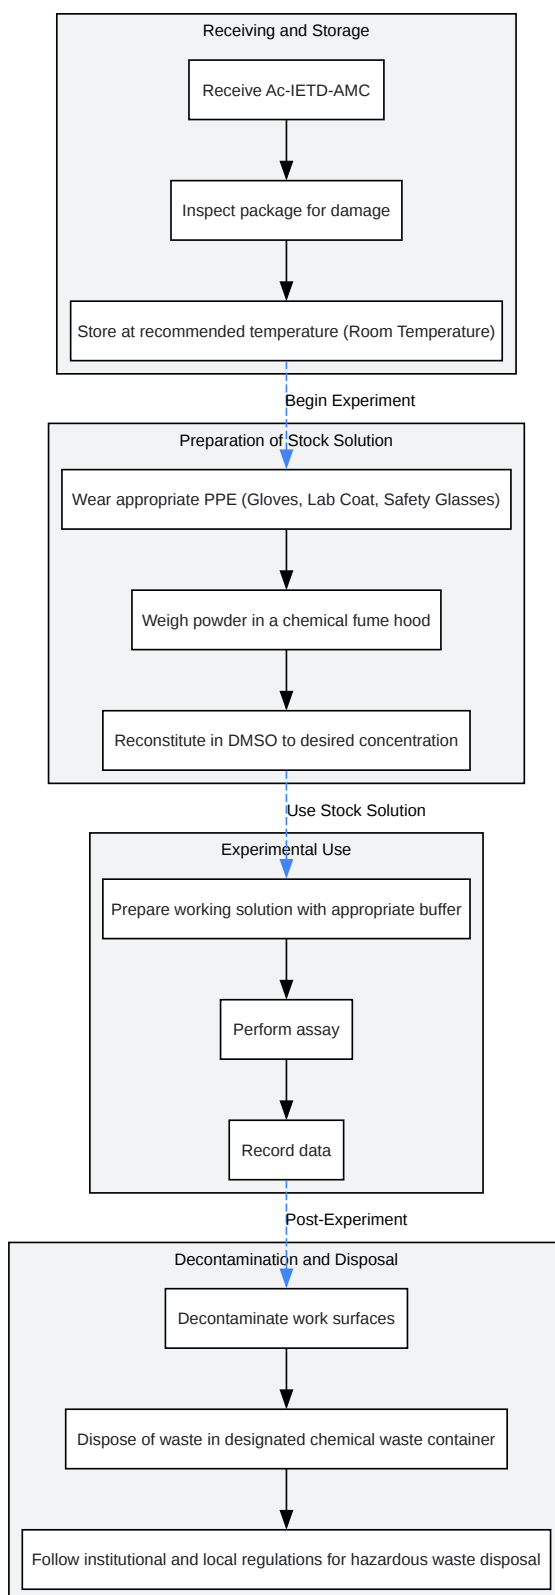 Receiving and Storage
Receive Ac-IETD-AMC
Inspect package for damage
Store at recommended temperature (Room Temperature)
Begin Experiment
Preparation of Stock Solution
Wear appropriate PPE (Gloves, Lab Coat, Safety Glasses)
Weigh powder in a chemical fume hood
Reconstitute in DMSO to desired concentration
Use Stock Solution
Experimental Use
Prepare working solution with appropriate buffer
Perform assay
Record data
Post-Experiment
Decontamination and Disposal
Decontaminate work surfaces
Dispose of waste in designated chemical waste container
Follow institutional and local regulations for hazardous waste disposal